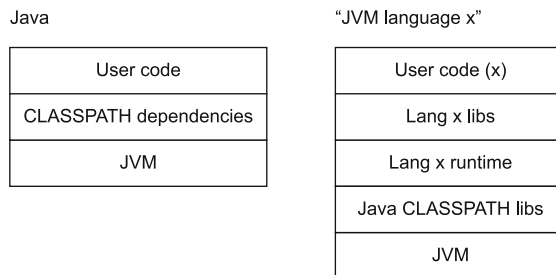 Java
User code
CLASSPATH dependencies
JVM
“JVM language x”
User code (x)
Lang x libs
Lang x runtime
Java CLASSPATH libs
JVM